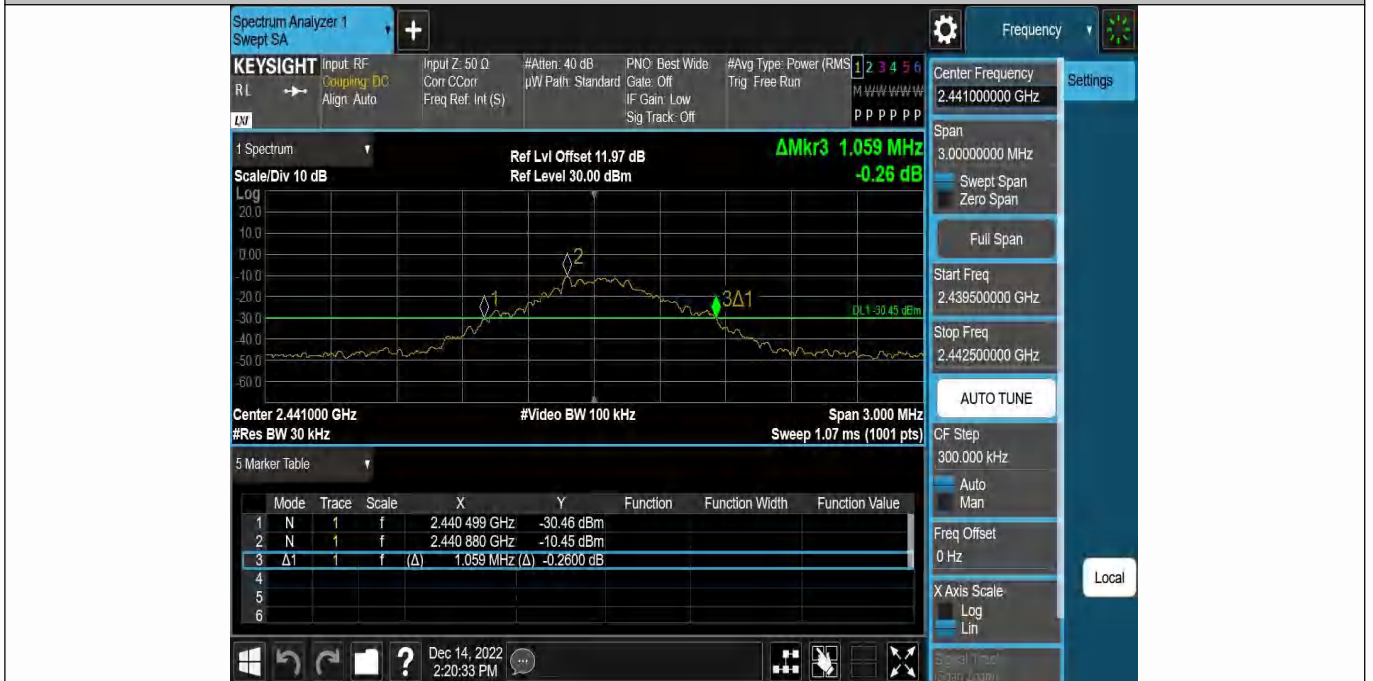 Spectrum Analyzer 1
Swept SA
+
Frequency
KEYSIGHT
RL
LXI
Input: RF
Coupling: DC
Align: Auto
Input Z: 50 Ω
Corr CCorr
Freq Ref: Int (S)
#Atten: 40 dB
µW Path: Standard
PNO: Best Wide
Gate: Off
IF Gain: Low
Sig Track: Off
#Avg Type: Power (RMS
Trig: Free Run
1 2 3 4 5 6
M W W W W W
P P P P P P
Center Frequency
2.441000000 GHz
Settings
Span
3.00000000 MHz
Swept Span
Zero Span
Full Span
Start Freq
2.439500000 GHz
Stop Freq
2.442500000 GHz
AUTO TUNE
CF Step
300.000 kHz
Auto
Man
Freq Offset
0 Hz
X Axis Scale
Log
Lin
Signal Track
(Span Zoom)
Local
1 Spectrum
Scale/Div 10 dB
Ref Lvl Offset 11.97 dB
Ref Level 30.00 dBm
ΔMkr3 1.059 MHz
-0.26 dB
Log
20.0
10.0
0.00
-10.0
-20.0
-30.0
-40.0
-50.0
-60.0
1
2
3Δ1
DL1 -30.45 dBm
Center 2.441000 GHz
#Video BW 100 kHz
Span 3.000 MHz
#Res BW 30 kHz
Sweep 1.07 ms (1001 pts)
5 Marker Table
Mode Trace Scale X Y Function Function Width Function Value
1 N 1 f 2.440 499 GHz -30.46 dBm
2 N 1 f 2.440 880 GHz -10.45 dBm
3 Δ1 1 f (Δ) 1.059 MHz (Δ) -0.2600 dB
4
5
6
?
Dec 14, 2022
2:20:33 PM